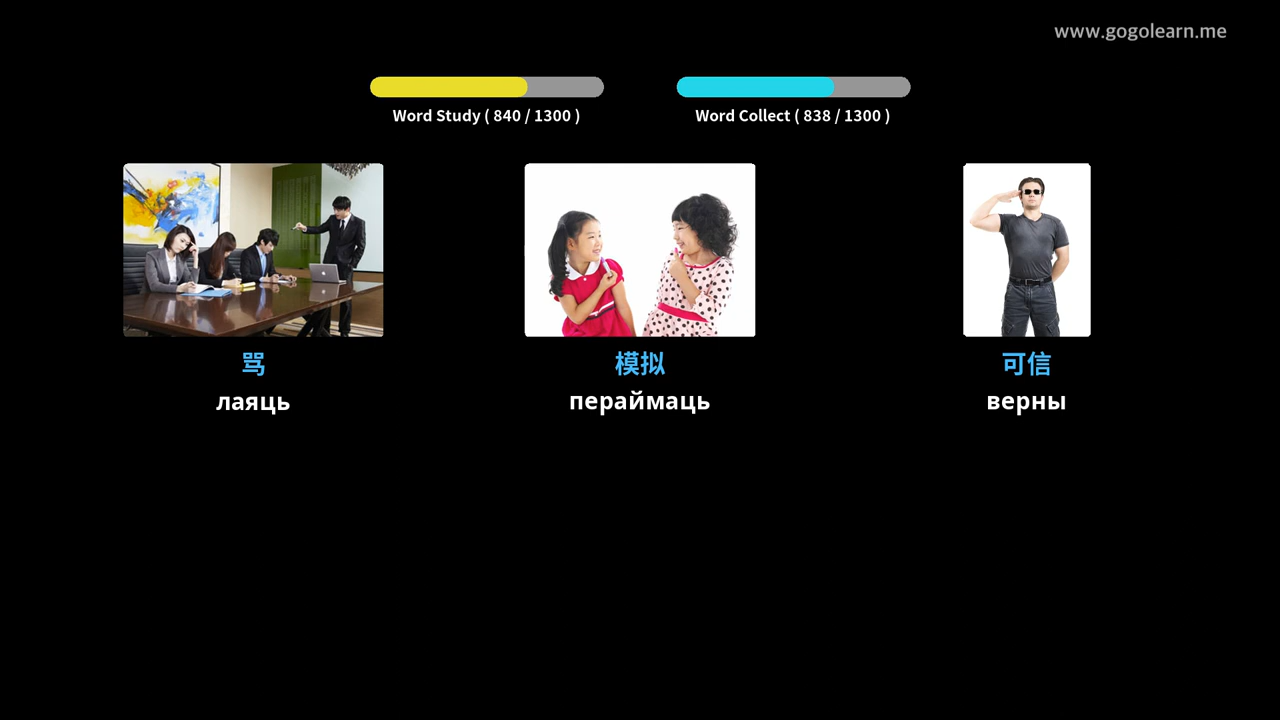 www.gogolearn.me
Word Study ( 840 / 1300 )
Word Collect ( 838 / 1300 )
骂
模拟
可信
лаяць
пераймаць
верны